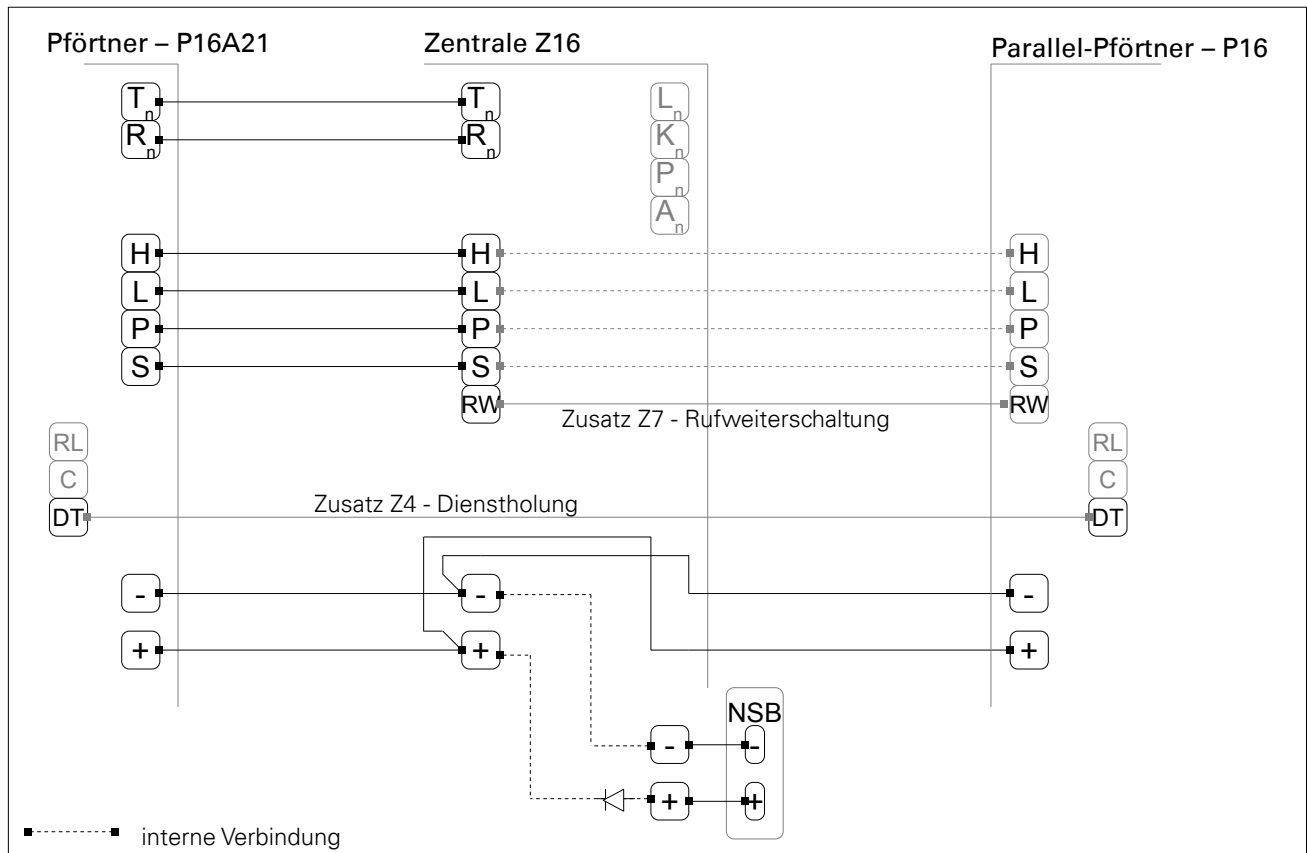 Pförtner – P16A21 Zentrale Z16 Parallel-Pförtner – P16
Tn Tn Ln
Rn Rn Kn
Pn
An
H H H
L L L
P P P
S S S
RW RW
Zusatz Z7 - Rufweiterschaltung
RL RL
C C
Zusatz Z4 - Dienstholung
DT DT
- - -
+ + +
NSB
- -
+ +
interne Verbindung